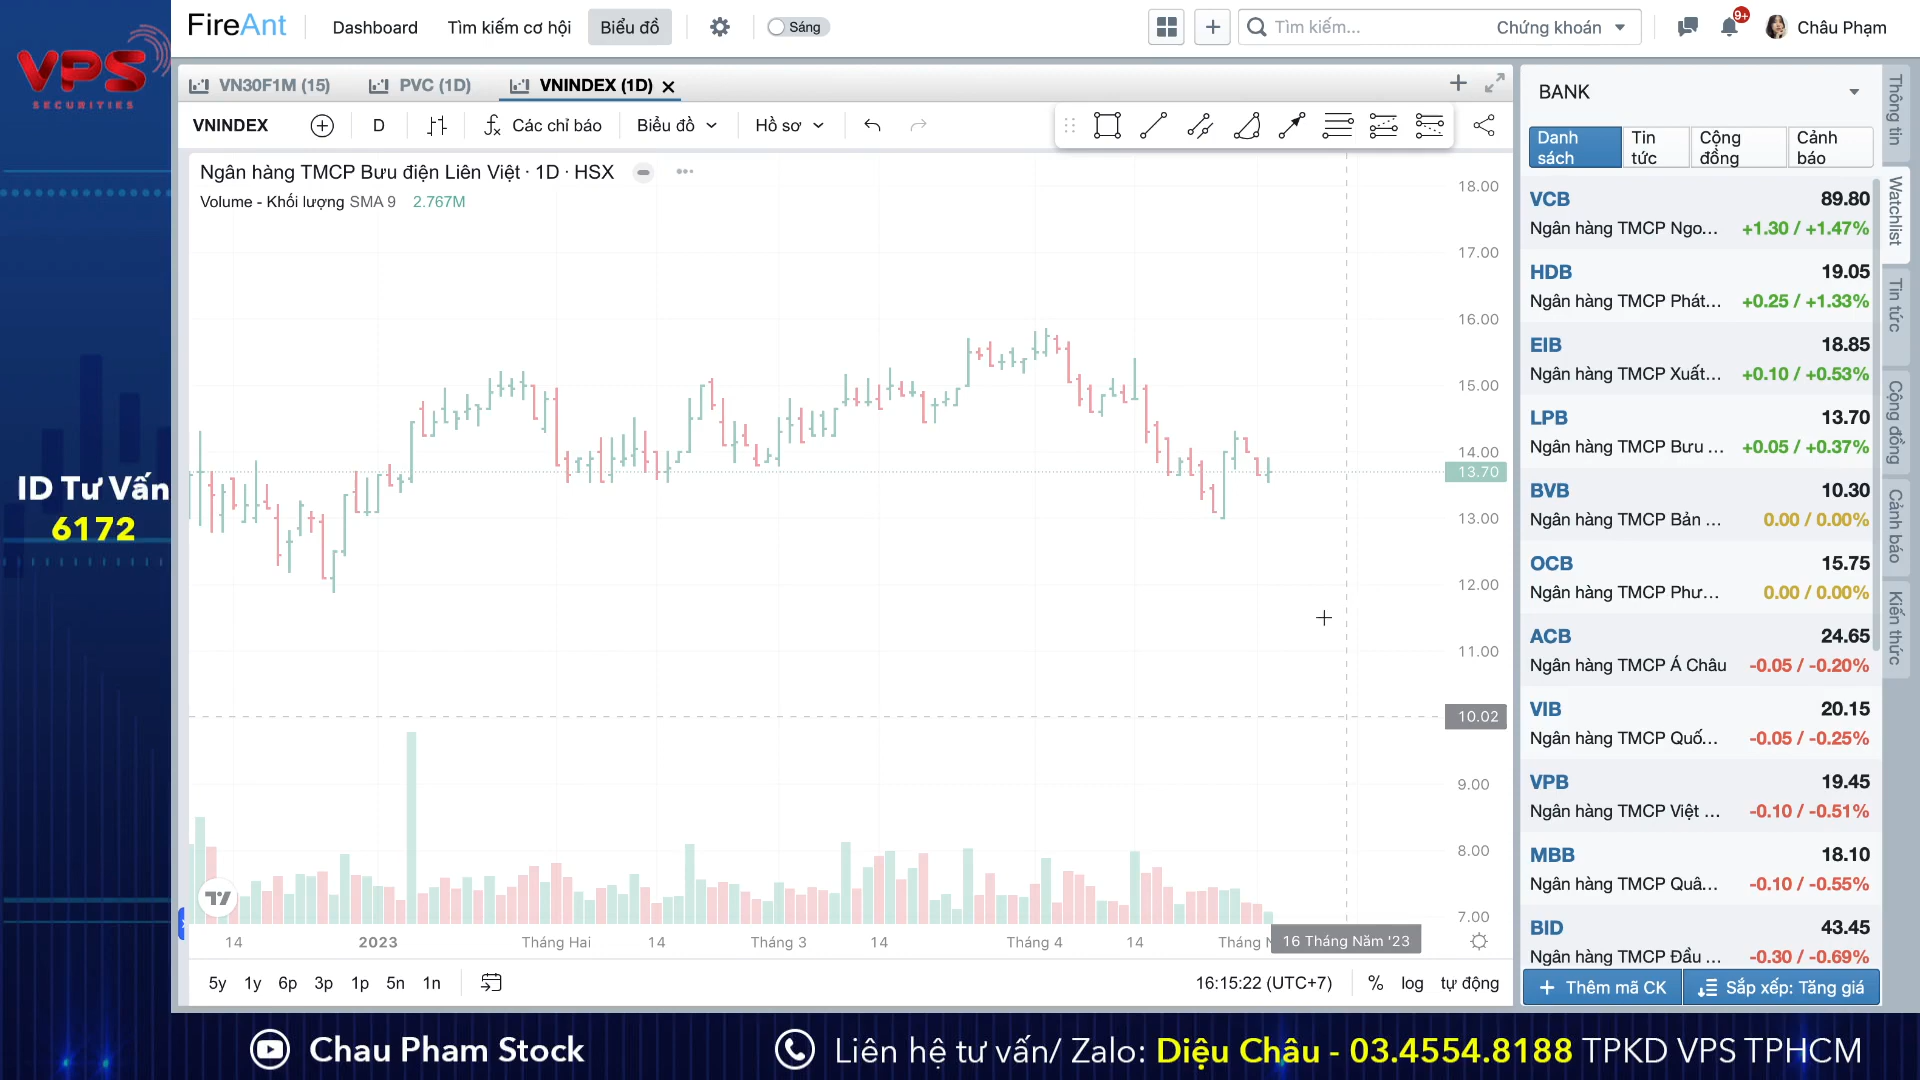 VPS
SECURITIES
ID Tư Vấn
6172
FireAnt
Dashboard
Tìm kiếm cơ hội
Biểu đồ
Sáng
Tìm kiếm...
Chứng khoán
9+
Châu Phạm
VN30F1M (15)
PVC (1D)
VNINDEX (1D)
VNINDEX
D
Các chỉ báo
Biểu đồ
Hồ sơ
Ngân hàng TMCP Bưu điện Liên Việt · 1D · HSX
Volume - Khối lượng SMA 9 2.767M
18.00
17.00
16.00
15.00
14.00
13.70
13.00
12.00
11.00
10.02
9.00
8.00
7.00
14
2023
Tháng Hai
14
Tháng 3
14
Tháng 4
14
16 Tháng Năm '23
5y
1y
6p
3p
1p
5n
1n
16:15:22 (UTC+7)
%
log
tự động
BANK
Danh sách
Tin tức
Cộng đồng
Cảnh báo
VCB 89.80
Ngân hàng TMCP Ngo... +1.30 / +1.47%
HDB 19.05
Ngân hàng TMCP Phát... +0.25 / +1.33%
EIB 18.85
Ngân hàng TMCP Xuất... +0.10 / +0.53%
LPB 13.70
Ngân hàng TMCP Bưu ... +0.05 / +0.37%
BVB 10.30
Ngân hàng TMCP Bản ... 0.00 / 0.00%
OCB 15.75
Ngân hàng TMCP Phư... 0.00 / 0.00%
ACB 24.65
Ngân hàng TMCP Á Châu -0.05 / -0.20%
VIB 20.15
Ngân hàng TMCP Quố... -0.05 / -0.25%
VPB 19.45
Ngân hàng TMCP Việt ... -0.10 / -0.51%
MBB 18.10
Ngân hàng TMCP Quâ... -0.10 / -0.55%
BID 43.45
Ngân hàng TMCP Đầu ... -0.30 / -0.69%
Thêm mã CK
Sắp xếp: Tăng giá
Thông tin
Watchlist
Tin tức
Cộng đồng
Cảnh báo
Kiến thức
Chau Pham Stock
Liên hệ tư vấn/ Zalo: Diệu Châu - 03.4554.8188 TPKD VPS TPHCM